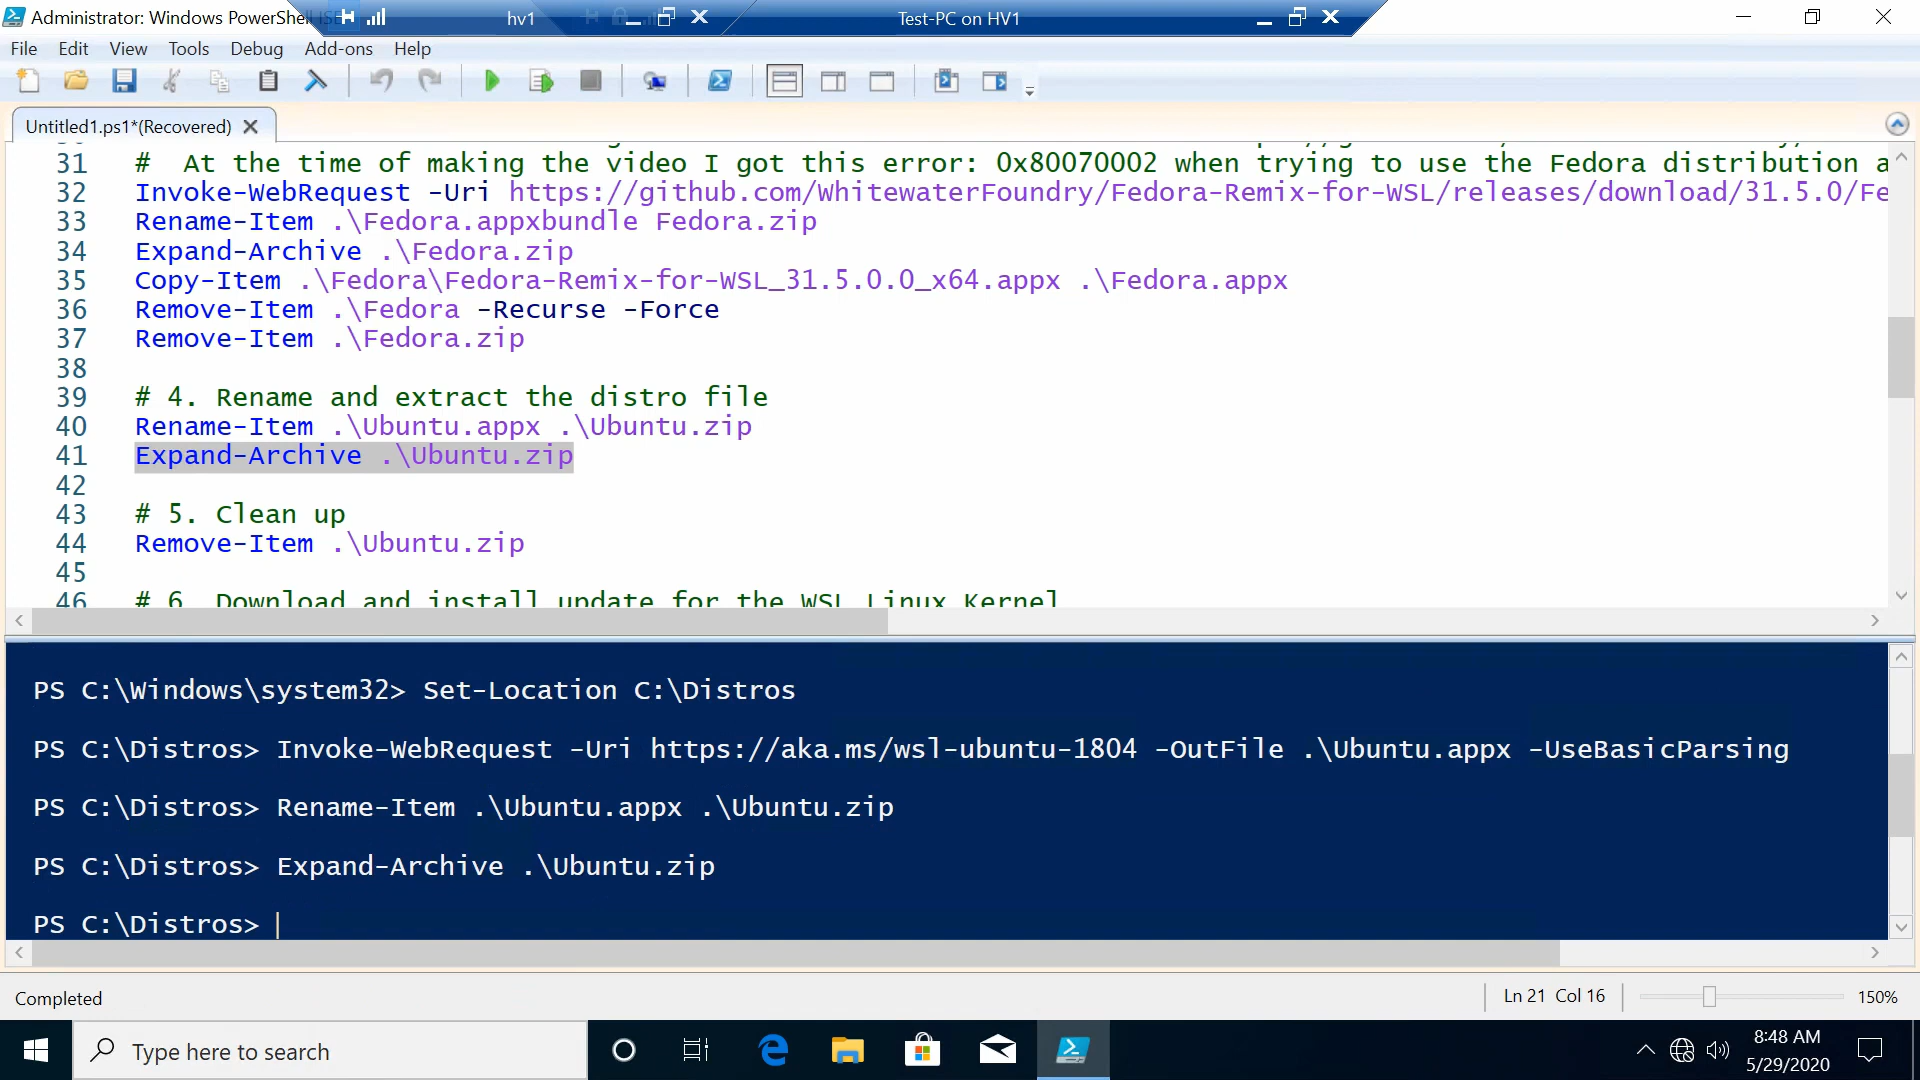 Administrator: Windows PowerShell ISE
hv1
Test-PC on HV1
File Edit View Tools Debug Add-ons Help
Untitled1.ps1*(Recovered)
31 #  At the time of making the video I got this error: 0x80070002 when trying to use the Fedora distribution a
32 Invoke-WebRequest -Uri https://github.com/WhitewaterFoundry/Fedora-Remix-for-WSL/releases/download/31.5.0/Fe
33 Rename-Item .\Fedora.appxbundle Fedora.zip
34 Expand-Archive .\Fedora.zip
35 Copy-Item .\Fedora\Fedora-Remix-for-WSL_31.5.0.0_x64.appx .\Fedora.appx
36 Remove-Item .\Fedora -Recurse -Force
37 Remove-Item .\Fedora.zip
38
39 # 4. Rename and extract the distro file
40 Rename-Item .\Ubuntu.appx .\Ubuntu.zip
41 Expand-Archive .\Ubuntu.zip
42
43 # 5. Clean up
44 Remove-Item .\Ubuntu.zip
45
46 # 6. Download and install update for the WSL Linux Kernel
PS C:\Windows\system32> Set-Location C:\Distros
PS C:\Distros> Invoke-WebRequest -Uri https://aka.ms/wsl-ubuntu-1804 -OutFile .\Ubuntu.appx -UseBasicParsing
PS C:\Distros> Rename-Item .\Ubuntu.appx .\Ubuntu.zip
PS C:\Distros> Expand-Archive .\Ubuntu.zip
PS C:\Distros>
Completed
Ln 21 Col 16
150%
Type here to search
8:48 AM
5/29/2020